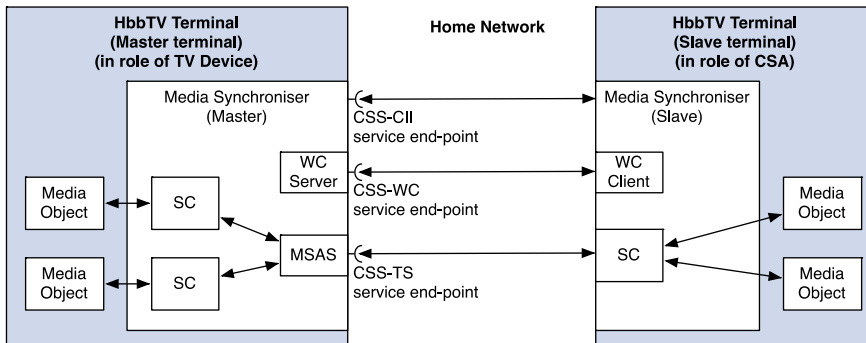 HbbTV Terminal
(Master terminal)
(in role of TV Device)
Home Network
HbbTV Terminal
(Slave terminal)
(in role of CSA)
Media Synchroniser
(Master)
CSS-CII
service end-point
Media Synchroniser
(Slave)
WC
Server
CSS-WC
service end-point
WC
Client
Media
Object
SC
Media
Object
SC
MSAS
CSS-TS
service end-point
SC
Media
Object
Media
Object